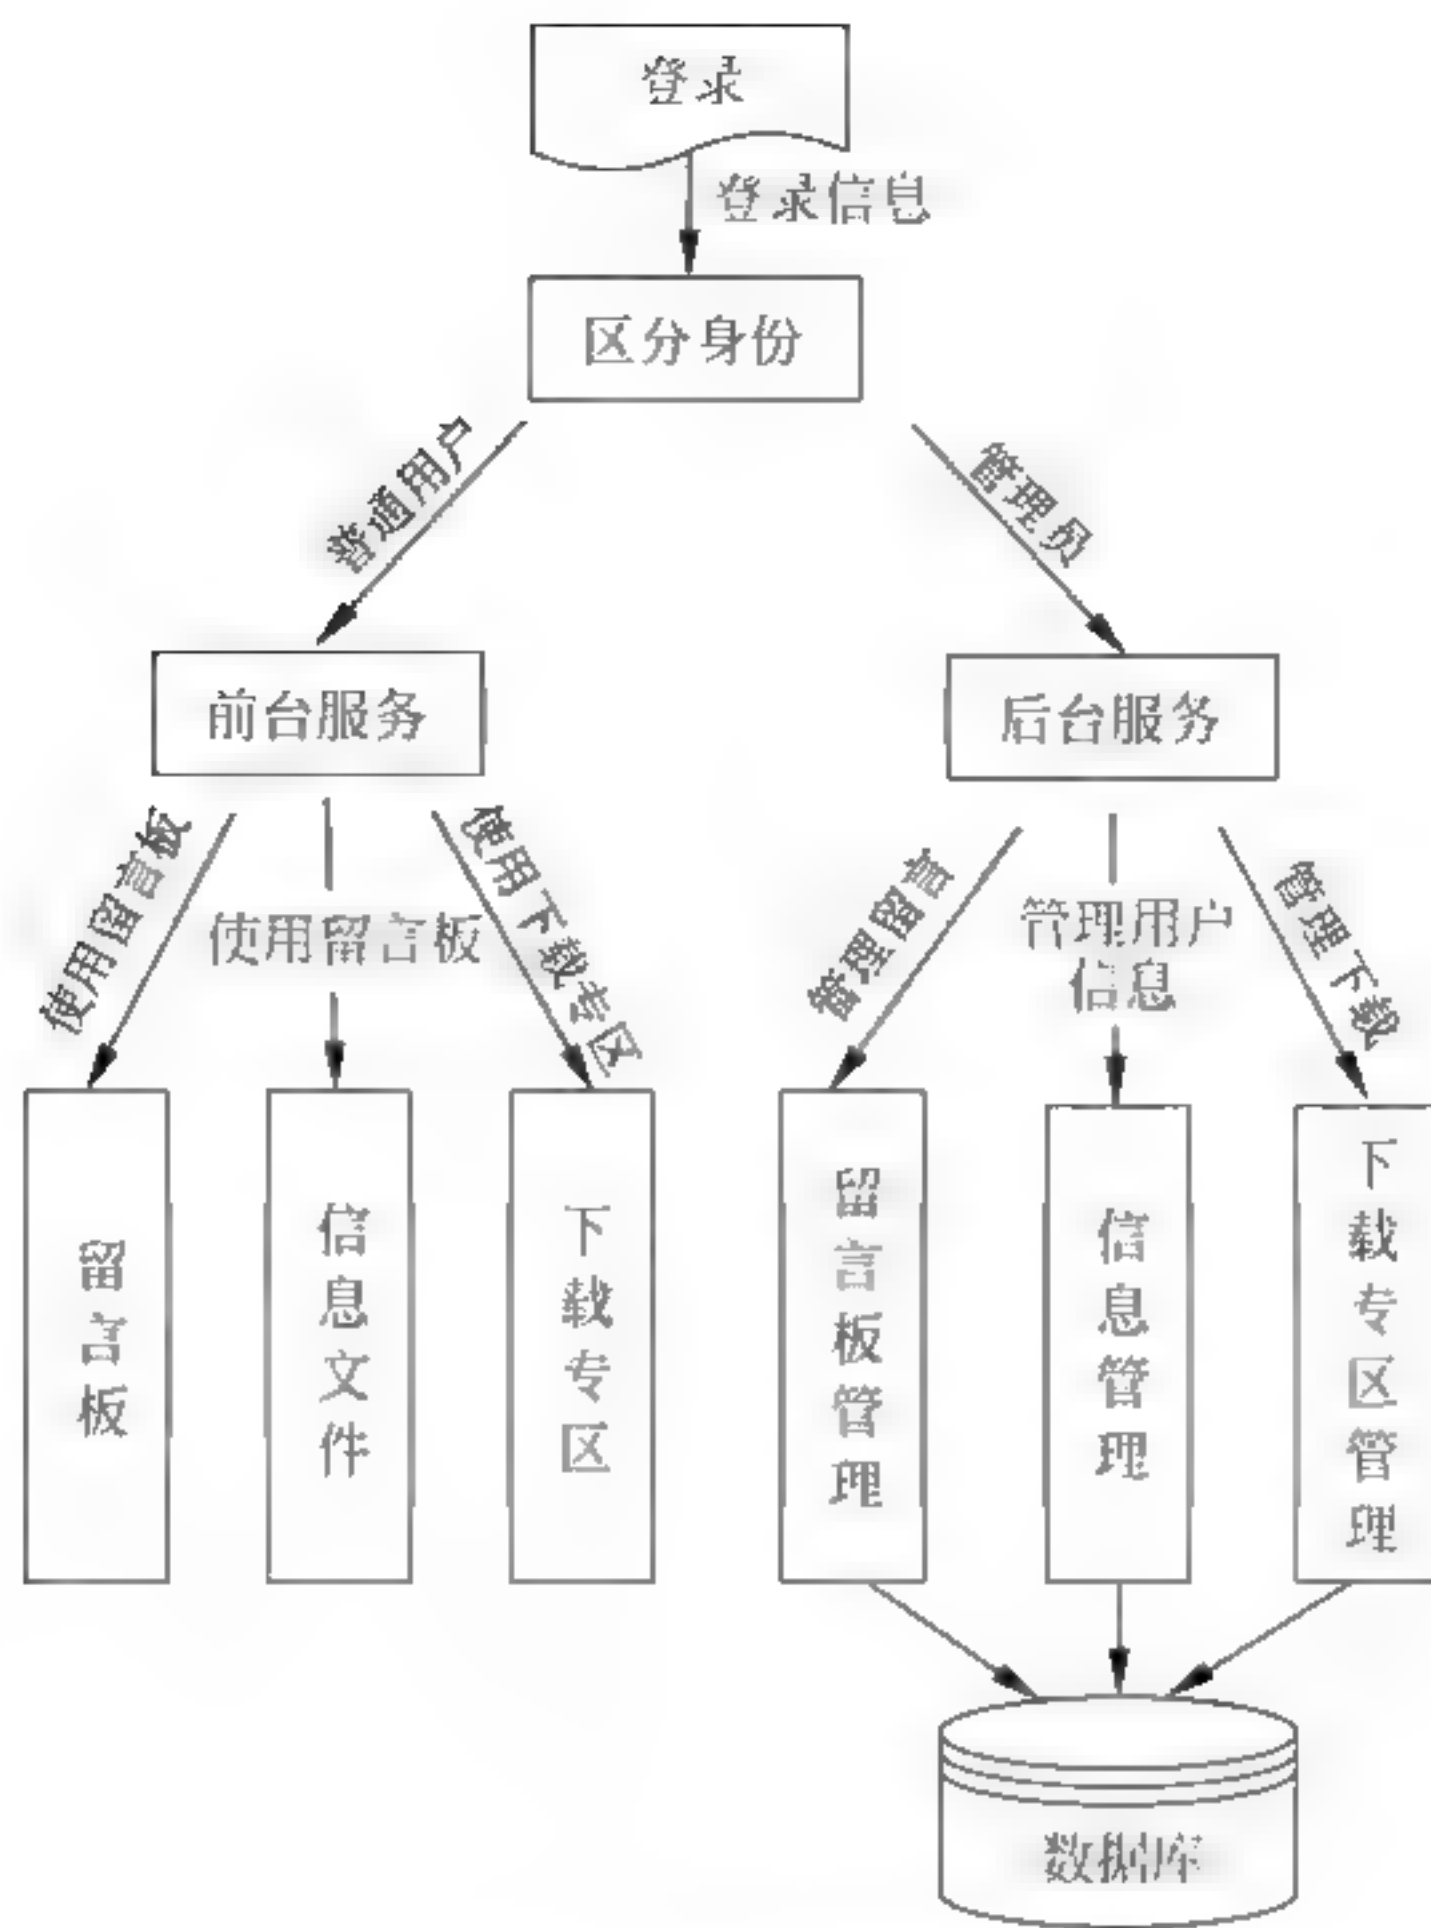 登录
登录信息
区分身份
普通用户
管理员
前台服务
后台服务
使用留言板
使用留言板
使用下载专区
管理留言
管理用户
信息
管理下载
留言板
信息文件
下载专区
留言板管理
信息管理
下载专区管理
数据库